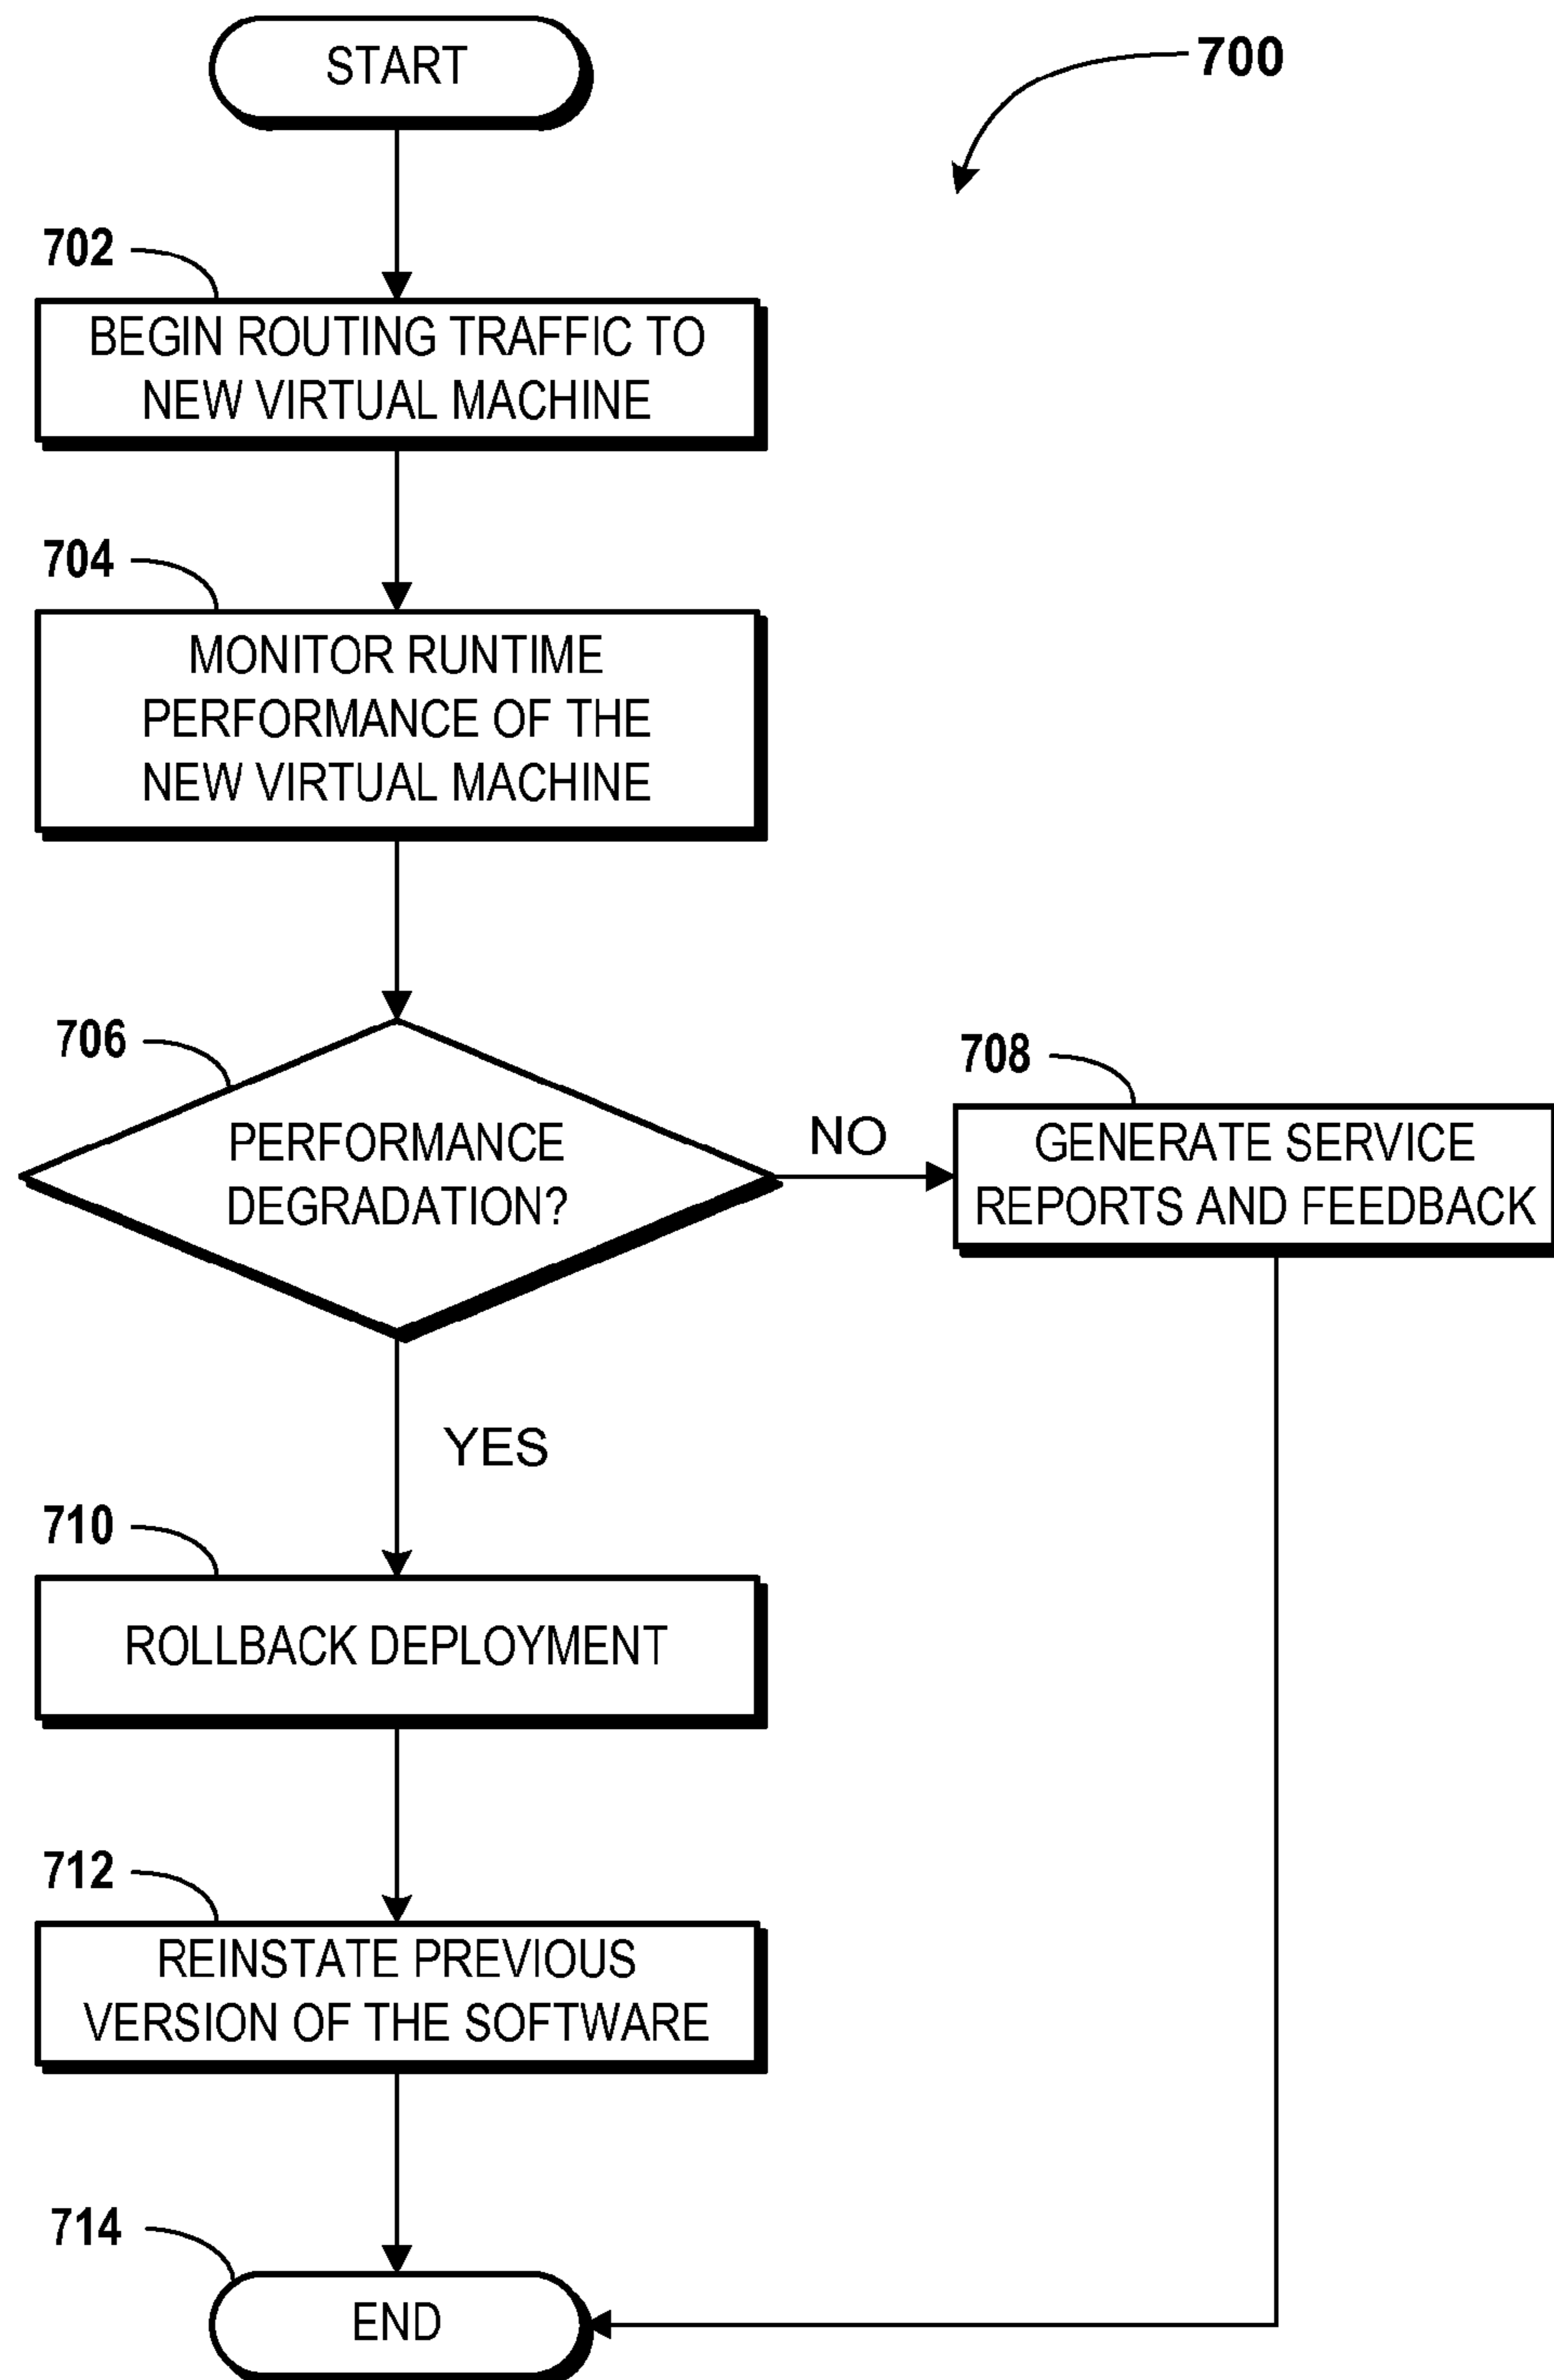 START
700
702
BEGIN ROUTING TRAFFIC TO
NEW VIRTUAL MACHINE
704
MONITOR RUNTIME
PERFORMANCE OF THE
NEW VIRTUAL MACHINE
706
PERFORMANCE
DEGRADATION?
NO
708
GENERATE SERVICE
REPORTS AND FEEDBACK
YES
710
ROLLBACK DEPLOYMENT
712
REINSTATE PREVIOUS
VERSION OF THE SOFTWARE
714
END